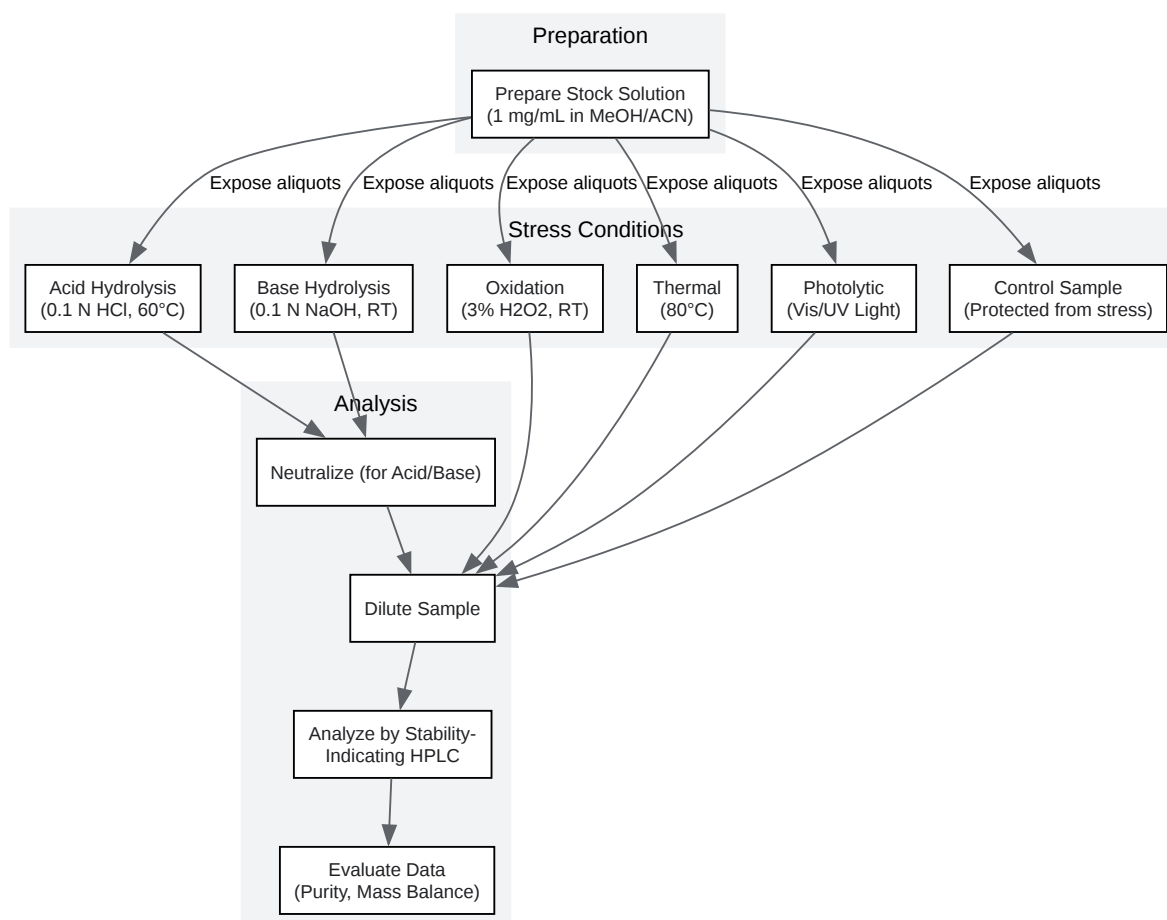 Preparation
Prepare Stock Solution
(1 mg/mL in MeOH/ACN)
Expose aliquots
Expose aliquots
Expose aliquots
Expose aliquots
Expose aliquots
Expose aliquots
Stress Conditions
Acid Hydrolysis
(0.1 N HCl, 60°C)
Base Hydrolysis
(0.1 N NaOH, RT)
Oxidation
(3% H2O2, RT)
Thermal
(80°C)
Photolytic
(Vis/UV Light)
Control Sample
(Protected from stress)
Analysis
Neutralize (for Acid/Base)
Dilute Sample
Analyze by Stability-
Indicating HPLC
Evaluate Data
(Purity, Mass Balance)